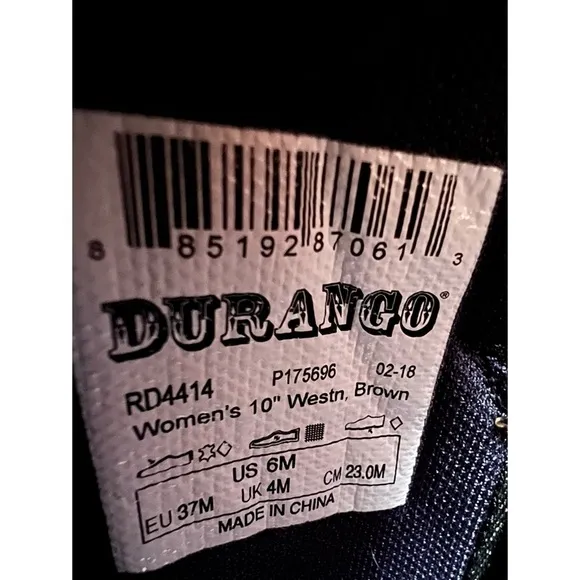 8 85192 87061 3
DURANGO®
RD4414 P175696 02-18
Women's 10" Westn, Brown
US 6M
EU 37M UK 4M CM 23.0M
MADE IN CHINA